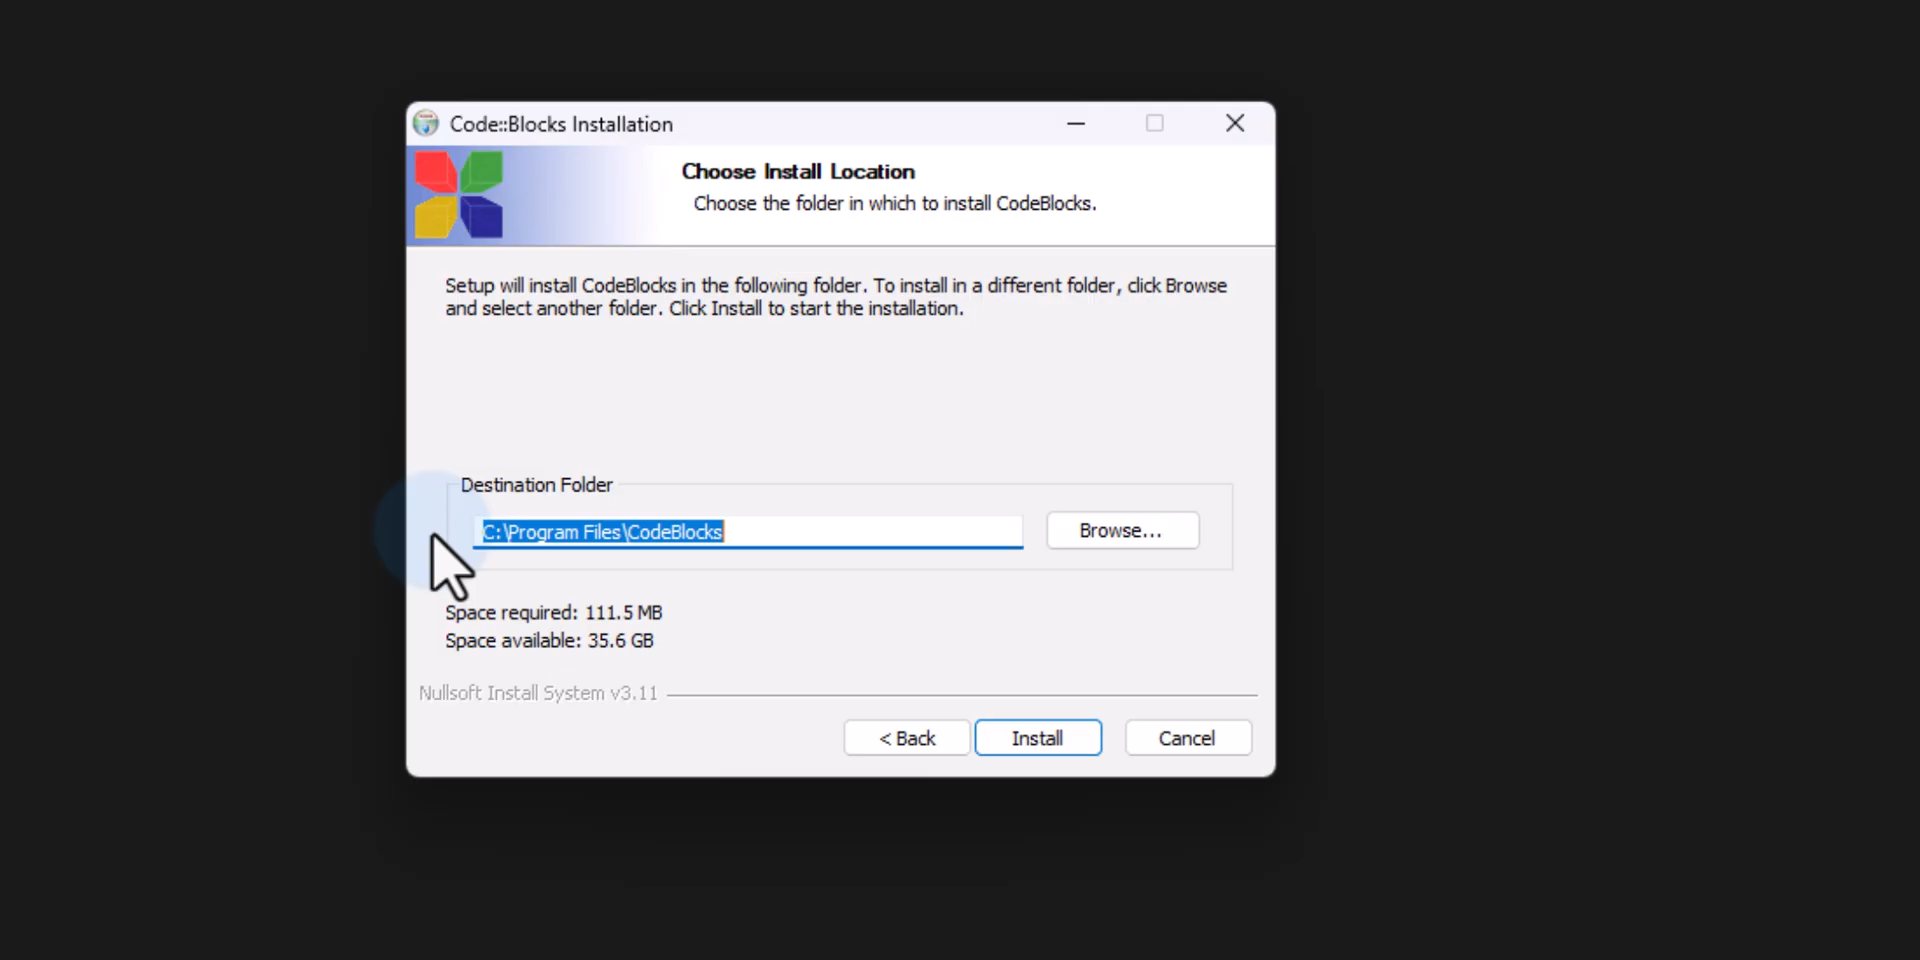 Code::Blocks Installation
Choose Install Location
Choose the folder in which to install CodeBlocks.
Setup will install CodeBlocks in the following folder. To install in a different folder, click Browse
and select another folder. Click Install to start the installation.
Destination Folder
C:\Program Files\CodeBlocks
Browse...
Space required: 111.5 MB
Space available: 35.6 GB
Nullsoft Install System v3.11
< Back
Install
Cancel